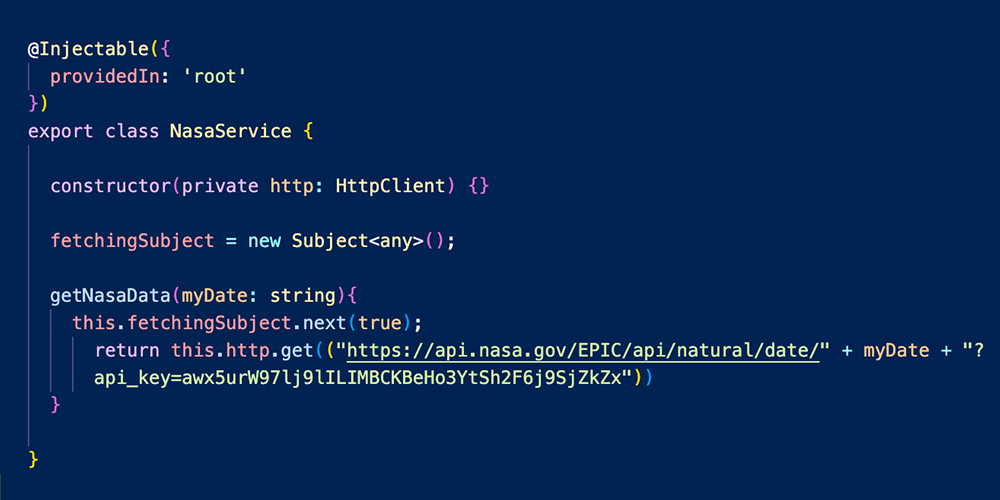 @Injectable({
providedIn: 'root'
})
export class NasaService {
constructor(private http: HttpClient) {}
fetchingSubject = new Subject<any>();
getNasaData(myDate: string){
this.fetchingSubject.next(true);
return this.http.get(("https://api.nasa.gov/EPIC/api/natural/date/" + myDate + "?
api_key=awx5urW97lj9lILIMBCKBeHo3YtSh2F6j9SjZkZx"))
}
}